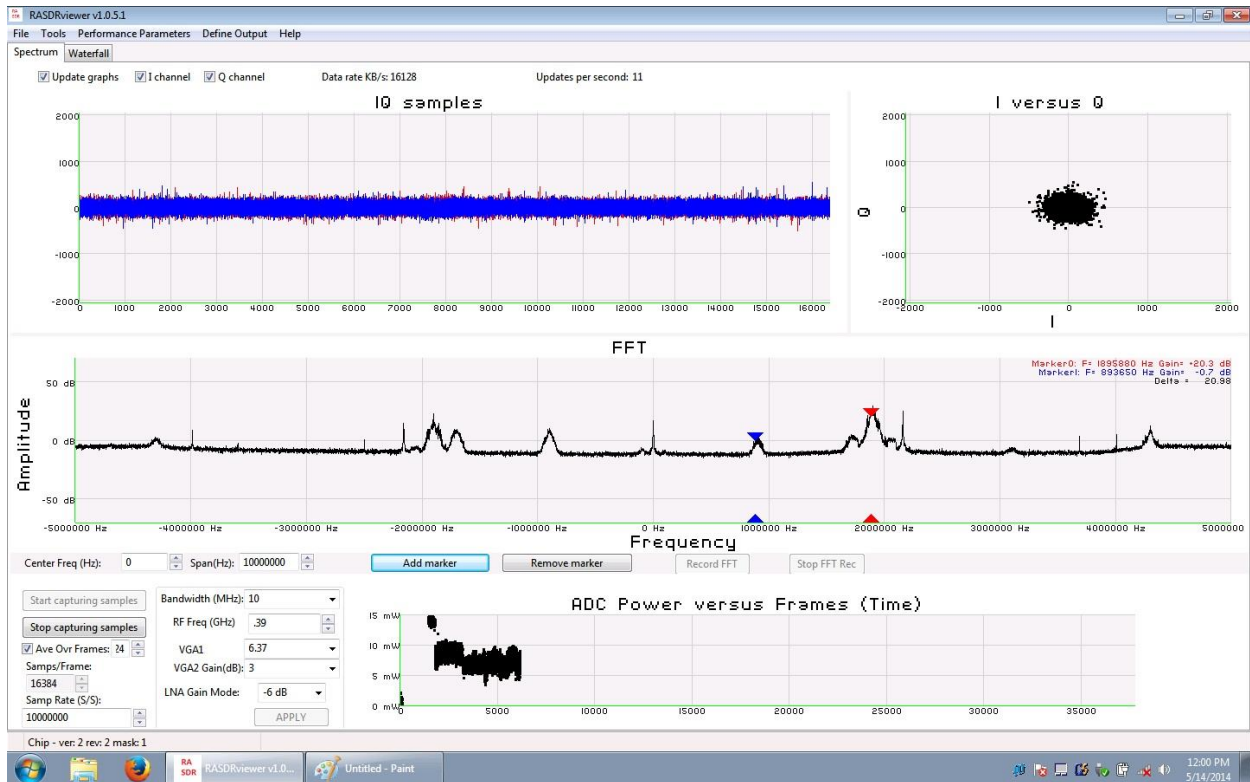 RASDRviewer v1.0.5.1
File Tools Performance Parameters Define Output Help
Spectrum Waterfall
Update graphs I channel Q channel Data rate KB/s: 16128 Updates per second: 11
IQ samples
2000
1000
0
-1000
-2000
0 1000 2000 3000 4000 5000 6000 7000 8000 9000 10000 11000 12000 13000 14000 15000 16000
I versus Q
2000
1000
Q 0
-1000
-2000
-2000 -1000 0 1000 2000
I
FFT
Marker0: F= 1895880 Hz Gain= +20.3 dB
Marker1: F= 893650 Hz Gain= -0.7 dB
Delta = 20.98
50 dB
0 dB
-50 dB
Amplitude
-5000000 Hz -4000000 Hz -3000000 Hz -2000000 Hz -1000000 Hz 0 Hz 1000000 Hz 2000000 Hz 3000000 Hz 4000000 Hz 5000000
Frequency
Center Freq (Hz): 0 Span(Hz): 10000000 Add marker Remove marker Record FFT Stop FFT Rec
Start capturing samples
Stop capturing samples
Ave Ovr Frames: 24
Samps/Frame:
16384
Samp Rate (S/S):
10000000
Bandwidth (MHz): 10
RF Freq (GHz) .39
VGA1 6.37
VGA2 Gain(dB): 3
LNA Gain Mode: -6 dB
APPLY
ADC Power versus Frames (Time)
15 mW
10 mW
5 mW
0 mW
0 5000 10000 15000 20000 25000 30000 35000
Chip - ver: 2 rev: 2 mask: 1
RA
SDR
RASDRviewer v1.0... Untitled - Paint
12:00 PM
5/14/2014